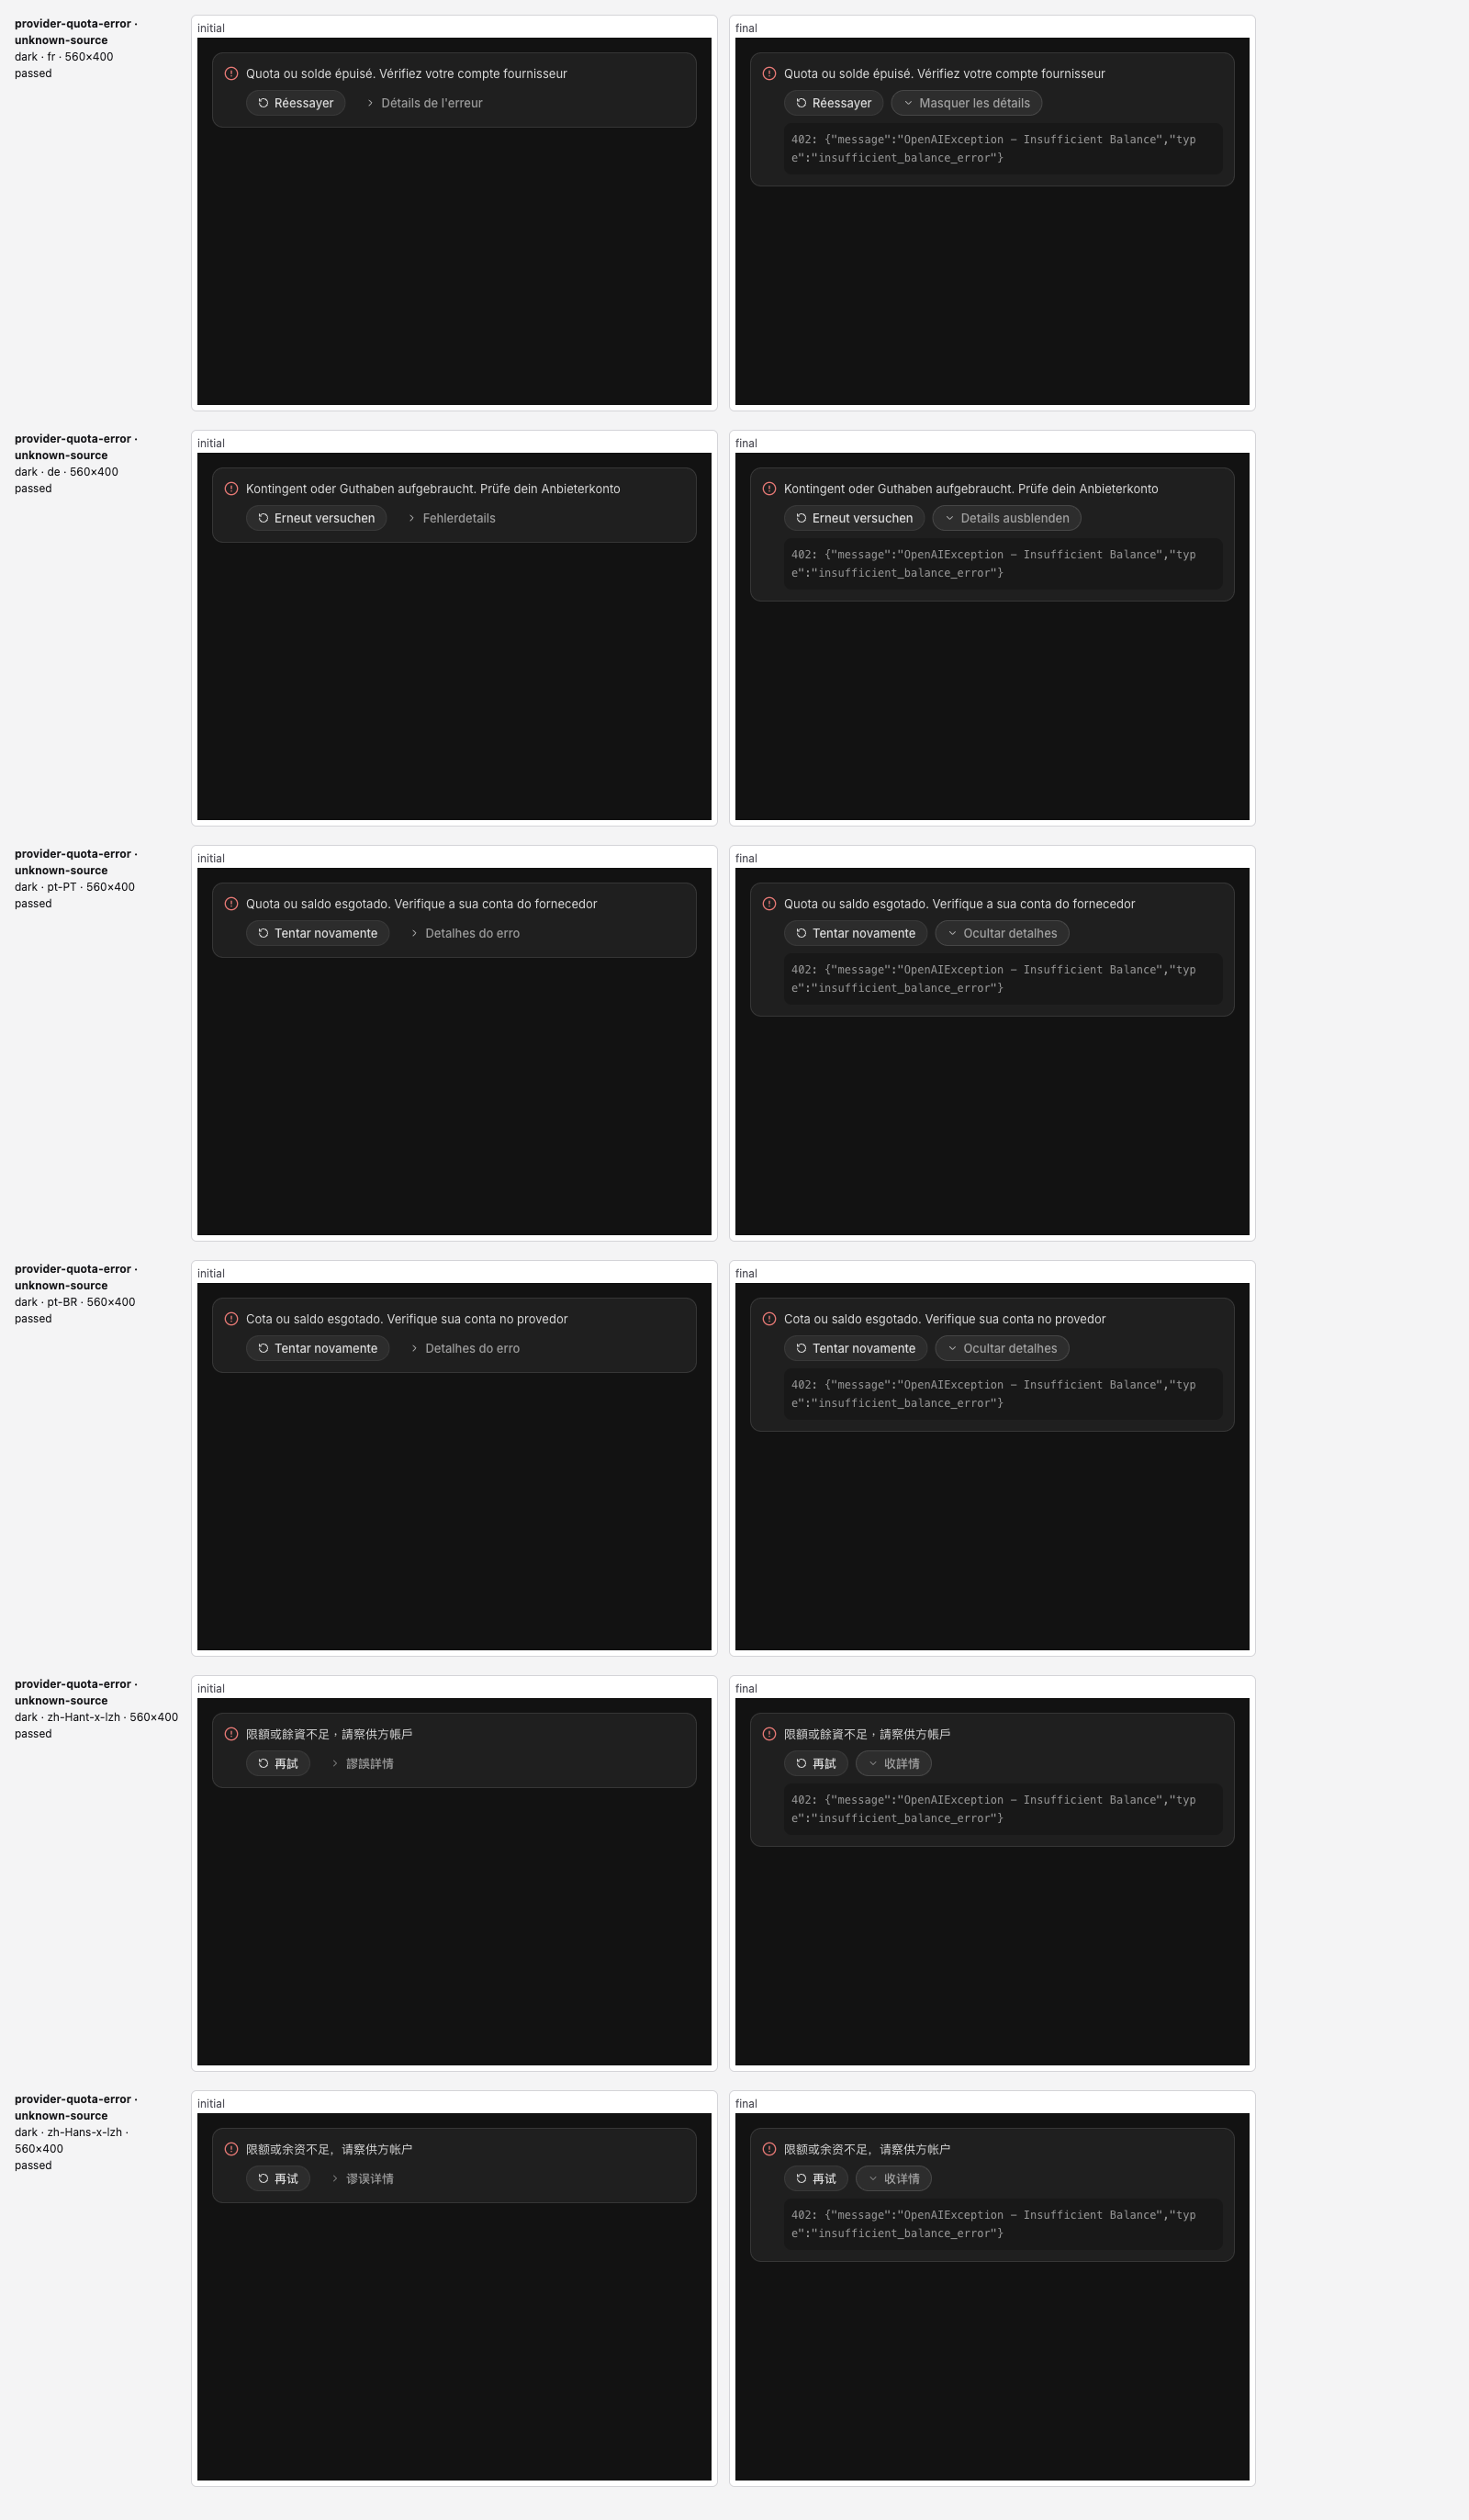 provider-quota-error ·
unknown-source
dark · fr · 560×400
passed
initial
Quota ou solde épuisé. Vérifiez votre compte fournisseur
Réessayer
Détails de l'erreur
final
Quota ou solde épuisé. Vérifiez votre compte fournisseur
Réessayer
Masquer les détails
402: {"message":"OpenAIException – Insufficient Balance","typ
e":"insufficient_balance_error"}
provider-quota-error ·
unknown-source
dark · de · 560×400
passed
initial
Kontingent oder Guthaben aufgebraucht. Prüfe dein Anbieterkonto
Erneut versuchen
Fehlerdetails
final
Kontingent oder Guthaben aufgebraucht. Prüfe dein Anbieterkonto
Erneut versuchen
Details ausblenden
402: {"message":"OpenAIException – Insufficient Balance","typ
e":"insufficient_balance_error"}
provider-quota-error ·
unknown-source
dark · pt-PT · 560×400
passed
initial
Quota ou saldo esgotado. Verifique a sua conta do fornecedor
Tentar novamente
Detalhes do erro
final
Quota ou saldo esgotado. Verifique a sua conta do fornecedor
Tentar novamente
Ocultar detalhes
402: {"message":"OpenAIException – Insufficient Balance","typ
e":"insufficient_balance_error"}
provider-quota-error ·
unknown-source
dark · pt-BR · 560×400
passed
initial
Cota ou saldo esgotado. Verifique sua conta no provedor
Tentar novamente
Detalhes do erro
final
Cota ou saldo esgotado. Verifique sua conta no provedor
Tentar novamente
Ocultar detalhes
402: {"message":"OpenAIException – Insufficient Balance","typ
e":"insufficient_balance_error"}
provider-quota-error ·
unknown-source
dark · zh-Hant-x-lzh · 560×400
passed
initial
限額或餘資不足，請察供方帳戶
再試
謬誤詳情
final
限額或餘資不足，請察供方帳戶
再試
收詳情
402: {"message":"OpenAIException – Insufficient Balance","typ
e":"insufficient_balance_error"}
provider-quota-error ·
unknown-source
dark · zh-Hans-x-lzh ·
560×400
passed
initial
限额或余资不足，请察供方帐户
再试
谬误详情
final
限额或余资不足，请察供方帐户
再试
收详情
402: {"message":"OpenAIException – Insufficient Balance","typ
e":"insufficient_balance_error"}